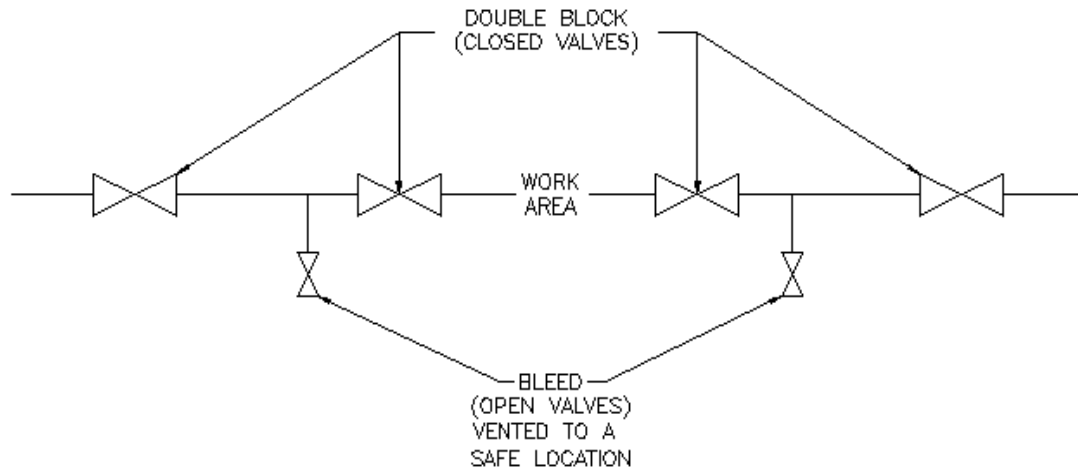 DOUBLE BLOCK
(CLOSED VALVES)
WORK
AREA
BLEED
(OPEN VALVES)
VENTED TO A
SAFE LOCATION